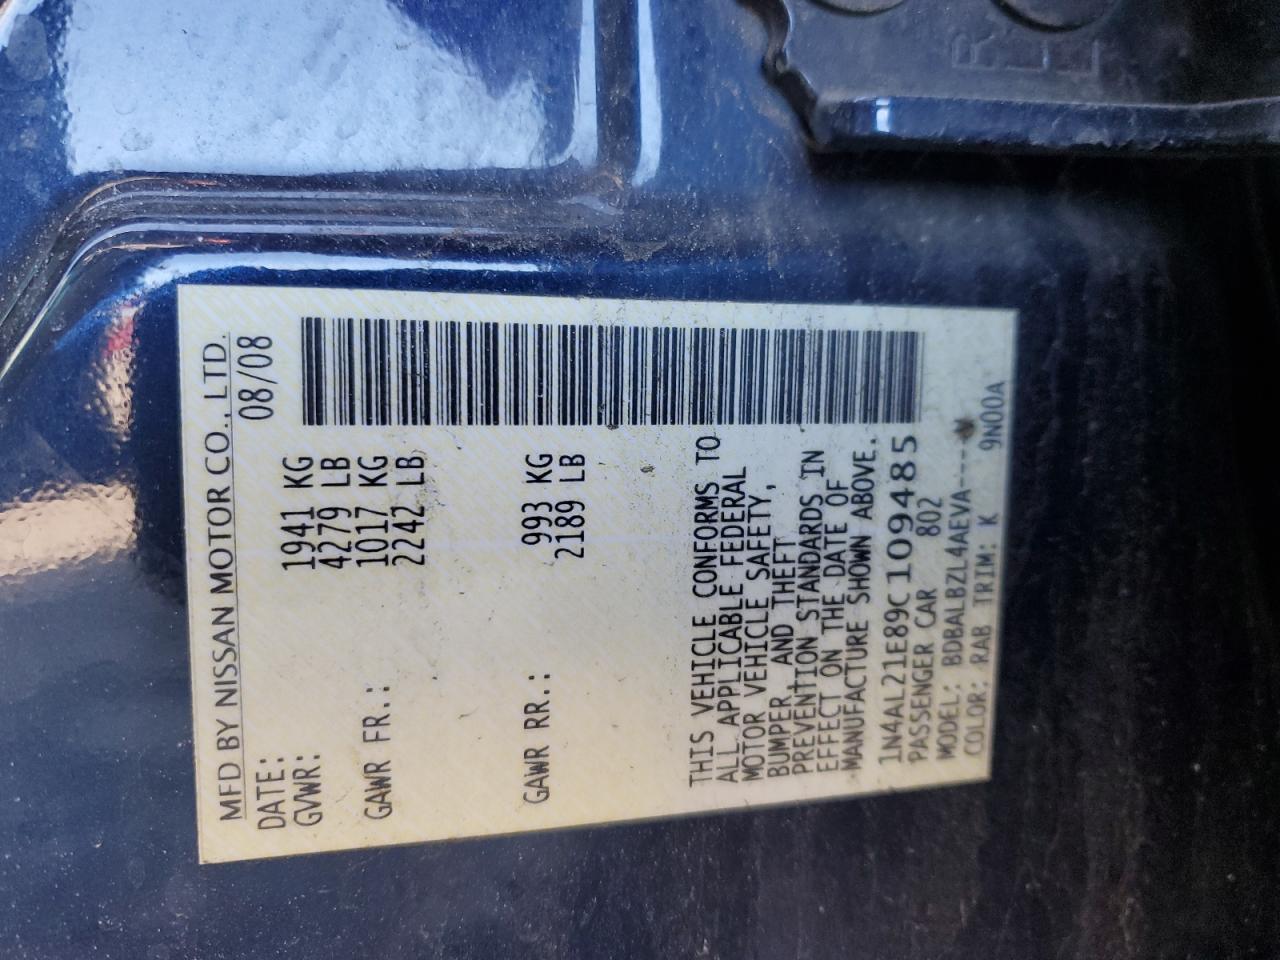 MFD BY NISSAN MOTOR CO., LTD.
DATE: 08/08
GVWR: 1941 KG
4279 LB
GAWR FR.: 1017 KG
2242 LB
GAWR RR.: 993 KG
2189 LB
THIS VEHICLE CONFORMS TO
ALL APPLICABLE FEDERAL
MOTOR VEHICLE SAFETY,
BUMPER, AND THEFT
PREVENTION STANDARDS IN
EFFECT ON THE DATE OF
MANUFACTURE SHOWN ABOVE.
1N4AL21E89C109485
PASSENGER CAR 802
MODEL: BDBALBZL4AEVA----
COLOR: RAB TRIM: K 9N00A